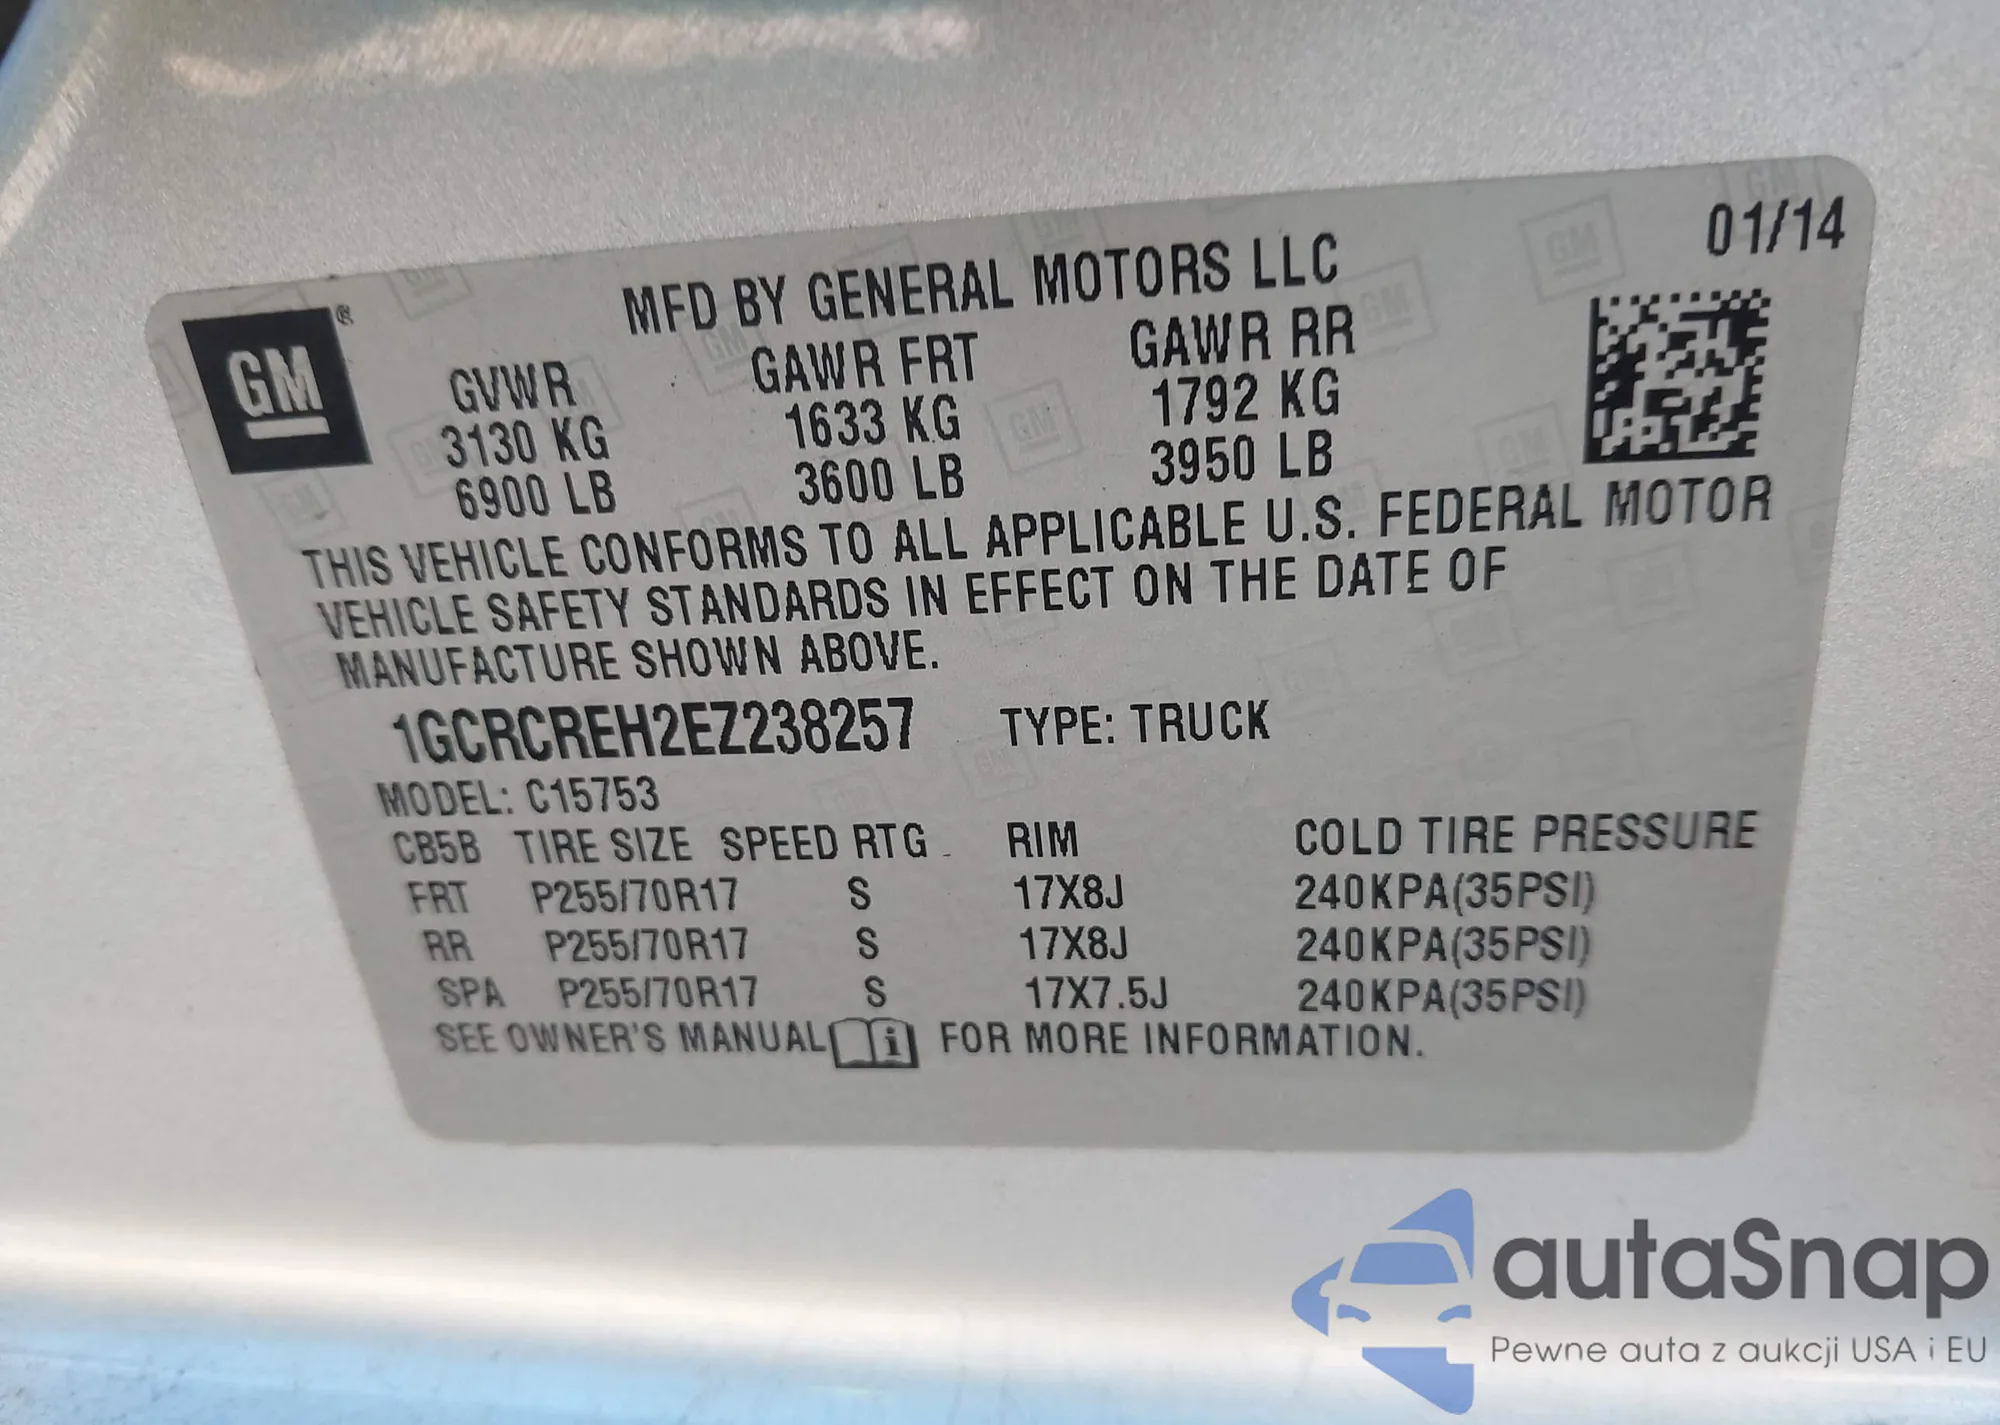 01/14
MFD BY GENERAL MOTORS LLC
GM®
GVWR GAWR FRT GAWR RR
3130 KG 1633 KG 1792 KG
6900 LB 3600 LB 3950 LB
THIS VEHICLE CONFORMS TO ALL APPLICABLE U.S. FEDERAL MOTOR
VEHICLE SAFETY STANDARDS IN EFFECT ON THE DATE OF
MANUFACTURE SHOWN ABOVE.
1GCRCREH2EZ238257 TYPE: TRUCK
MODEL: C15753
CB5B TIRE SIZE SPEED RTG RIM COLD TIRE PRESSURE
FRT P255/70R17 S 17X8J 240KPA(35PSI)
RR P255/70R17 S 17X8J 240KPA(35PSI)
SPA P255/70R17 S 17X7.5J 240KPA(35PSI)
SEE OWNER'S MANUAL i FOR MORE INFORMATION.
autaSnap
Pewne auta z aukcji USA i EU